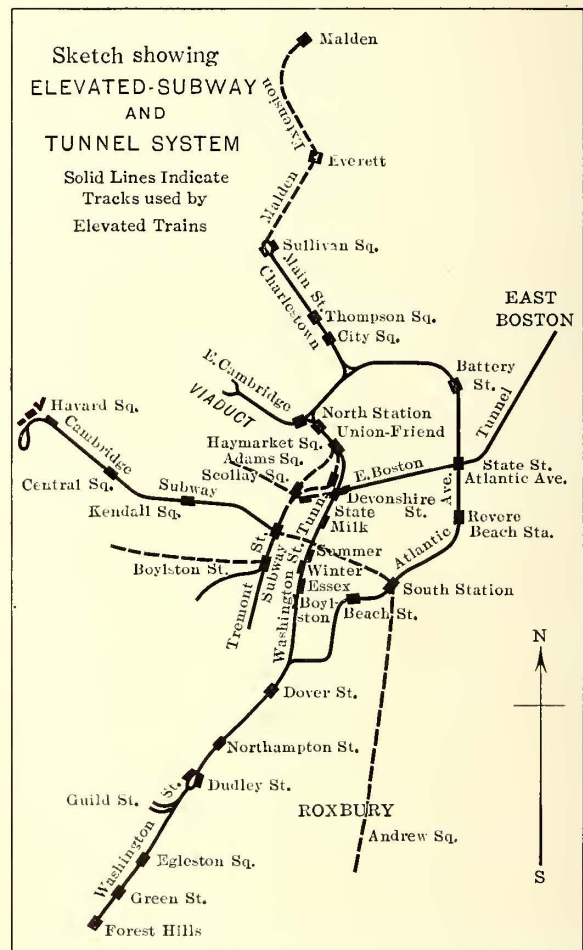 Sketch showing
ELEVATED-SUBWAY
AND
TUNNEL SYSTEM
Solid Lines Indicate
Tracks used by
Elevated Trains
Malden
Malden Extension
Everett
Sullivan Sq.
Main St.
Charlestown
Thompson Sq.
City Sq.
EAST
BOSTON
Battery
St.
Tunnel
E. Cambridge
VIADUCT
North Station
Union-Friend
Haymarket Sq.
Adams Sq.
Scollay Sq.
Havard Sq.
Cambridge
Subway
Central Sq.
Kendall Sq.
E. Boston
State St.
Atlantic Ave.
Devonshire
St.
State
Milk
Revere
Beach Sta.
Atlantic Ave.
Summer
Winter
Essex
Boyl-
ston
Beach St.
South Station
Boylston St.
Tremont St.
Subway
Washington St. Tunnel
Dover St.
Northampton St.
Dudley St.
Guild St.
Washington St.
ROXBURY
Andrew Sq.
Egleston Sq.
Green St.
Forest Hills
N
S